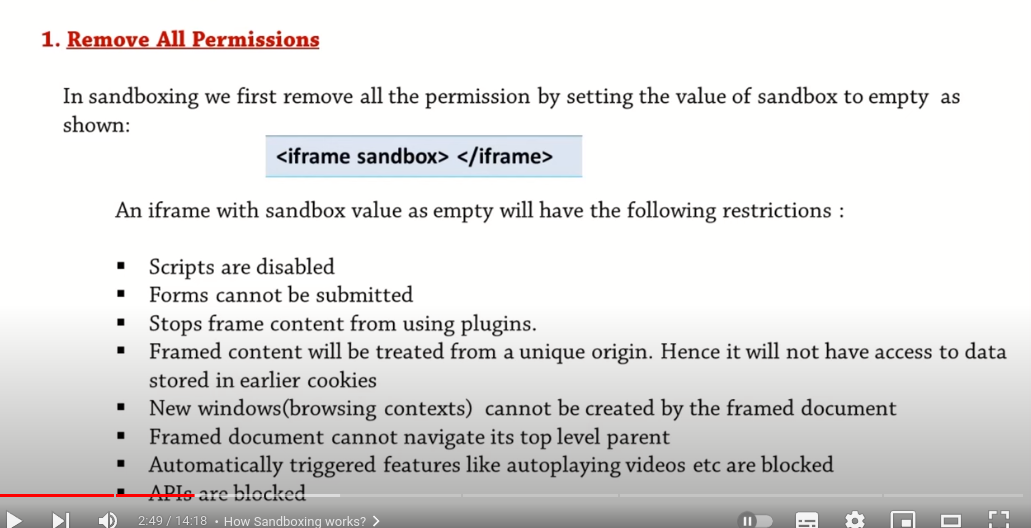 1. Remove All Permissions
In sandboxing we first remove all the permission by setting the value of sandbox to empty as
shown:
<iframe sandbox> </iframe>
An iframe with sandbox value as empty will have the following restrictions :
▪ Scripts are disabled
▪ Forms cannot be submitted
▪ Stops frame content from using plugins.
▪ Framed content will be treated from a unique origin. Hence it will not have access to data
stored in earlier cookies
▪ New windows(browsing contexts) cannot be created by the framed document
▪ Framed document cannot navigate its top level parent
▪ Automatically triggered features like autoplaying videos etc are blocked
▪ APIs are blocked
2:49 / 14:18 • How Sandboxing works? >